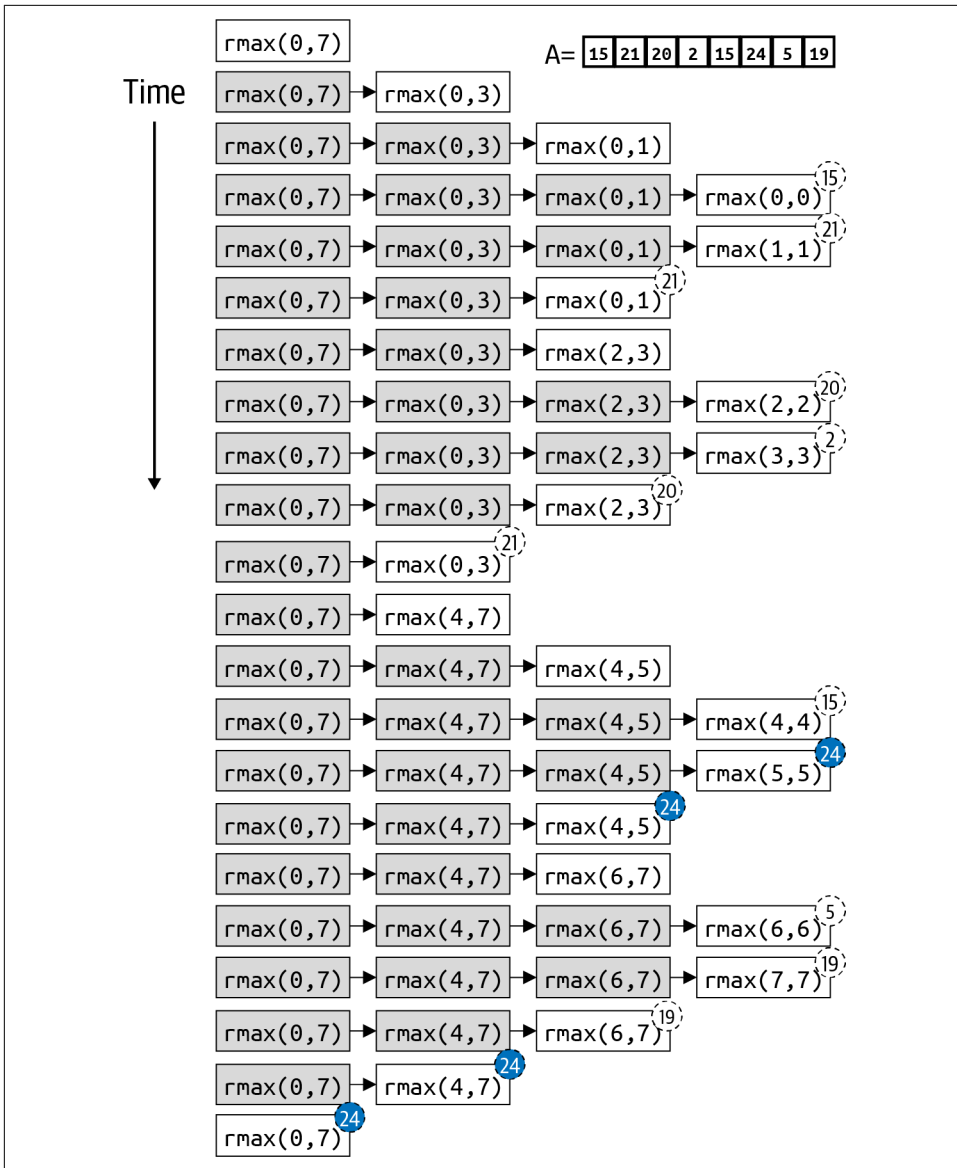 rmax(0,7)
A= 15 21 20 2 15 24 5 19
Time
rmax(0,7) rmax(0,3)
rmax(0,7) rmax(0,3) rmax(0,1)
rmax(0,7) rmax(0,3) rmax(0,1) rmax(0,0) 15
rmax(0,7) rmax(0,3) rmax(0,1) rmax(1,1) 21
rmax(0,7) rmax(0,3) rmax(0,1) 21
rmax(0,7) rmax(0,3) rmax(2,3)
rmax(0,7) rmax(0,3) rmax(2,3) rmax(2,2) 20
rmax(0,7) rmax(0,3) rmax(2,3) rmax(3,3) 2
rmax(0,7) rmax(0,3) rmax(2,3) 20
rmax(0,7) rmax(0,3) 21
rmax(0,7) rmax(4,7)
rmax(0,7) rmax(4,7) rmax(4,5)
rmax(0,7) rmax(4,7) rmax(4,5) rmax(4,4) 15
rmax(0,7) rmax(4,7) rmax(4,5) rmax(5,5) 24
rmax(0,7) rmax(4,7) rmax(4,5) 24
rmax(0,7) rmax(4,7) rmax(6,7)
rmax(0,7) rmax(4,7) rmax(6,7) rmax(6,6) 5
rmax(0,7) rmax(4,7) rmax(6,7) rmax(7,7) 19
rmax(0,7) rmax(4,7) rmax(6,7) 19
rmax(0,7) rmax(4,7) 24
rmax(0,7) 24